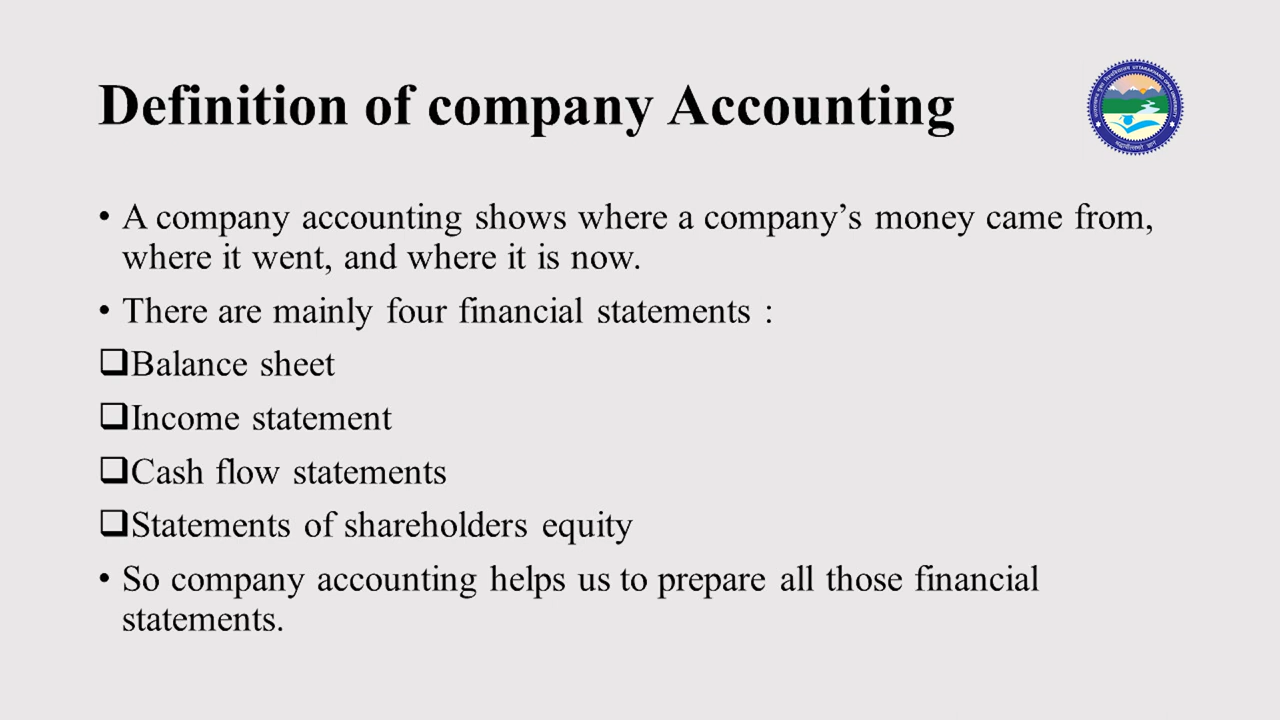 Definition of company Accounting
• A company accounting shows where a company’s money came from,
where it went, and where it is now.
• There are mainly four financial statements :
❑Balance sheet
❑Income statement
❑Cash flow statements
❑Statements of shareholders equity
• So company accounting helps us to prepare all those financial
statements.